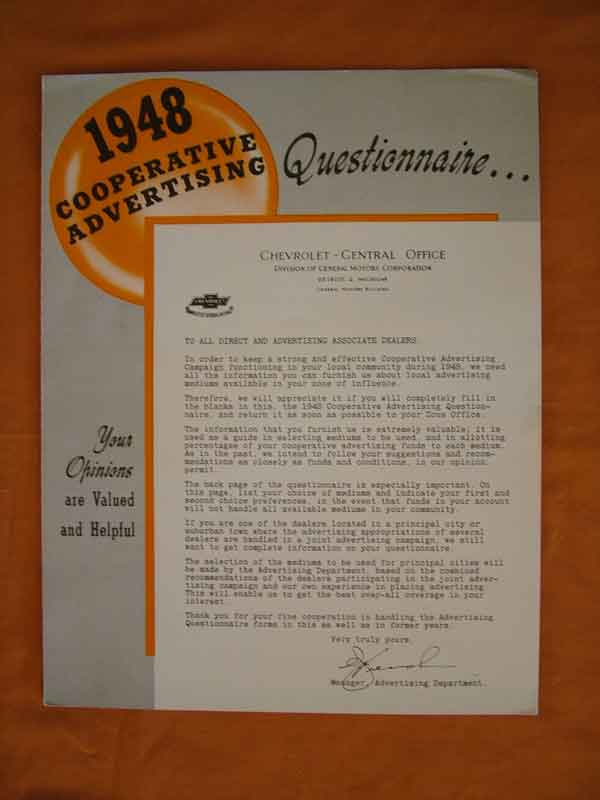 1948
COOPERATIVE
ADVERTISING
Questionnaire...
CHEVROLET - CENTRAL OFFICE
DIVISION OF GENERAL MOTORS CORPORATION
DETROIT 2, MICHIGAN
GENERAL MOTORS BUILDING
CHEVROLET
TO ALL DIRECT AND ADVERTISING ASSOCIATE DEALERS:
In order to keep a strong and effective Cooperative Advertising
Campaign functioning in your local community during 1948, we need
all the information you can furnish us about local advertising
mediums available in your zone of influence.
Therefore, we will appreciate it if you will completely fill in
the blanks in this, the 1948 Cooperative Advertising Question-
naire, and return it as soon as possible to your Zone Office.
The information that you furnish us is extremely valuable; it is
used as a guide in selecting mediums to be used, and in allotting
percentages of your cooperative advertising funds to each medium.
As in the past, we intend to follow your suggestions and recom-
mendations as closely as funds and conditions, in our opinion,
permit.
The back page of the questionnaire is especially important. On
this page, list your choice of mediums and indicate your first and
second choice preferences, in the event that funds in your account
will not handle all available mediums in your community.
If you are one of the dealers located in a principal city or
suburban town where the advertising appropriations of several
dealers are handled in a joint advertising campaign, we still
want to get complete information on your questionnaire.
The selection of the mediums to be used for principal cities will
be made by the Advertising Department, based on the combined
recommendations of the dealers participating in the joint adver-
tising campaign and our own experience in placing advertising.
This will enable us to get the best over-all coverage in your
interest.
Thank you for your fine cooperation in handling the Advertising
Questionnaire forms in this as well as in former years.
Very truly yours,
Manager, Advertising Department.
Your
Opinions
are Valued
and Helpful